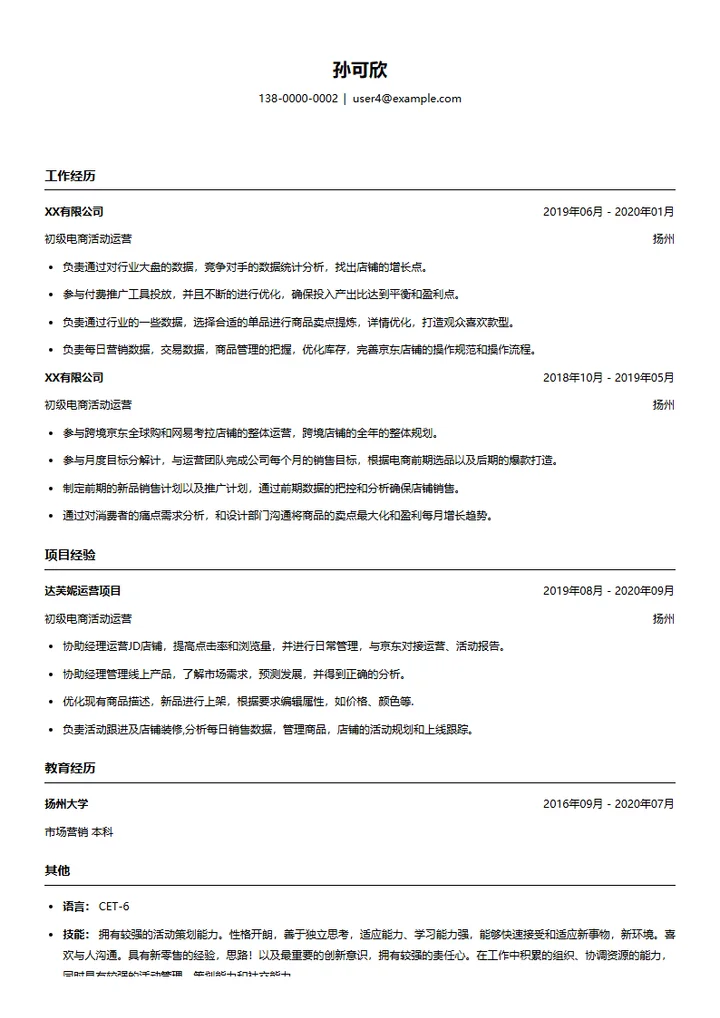 孙可欣
138-0000-0002 | user4@example.com
工作经历
XX有限公司 2019年06月 - 2020年01月
初级电商活动运营 扬州
• 负责通过对行业大盘的数据，竞争对手的数据统计分析，找出店铺的增长点。
• 参与付费推广工具投放，并且不断的进行优化，确保投入产出比达到平衡和盈利点。
• 负责通过行业的一些数据，选择合适的单品进行商品卖点提炼，详情优化，打造观众喜欢款型。
• 负责每日营销数据，交易数据，商品管理的把握，优化库存，完善京东店铺的操作规范和操作流程。
XX有限公司 2018年10月 - 2019年05月
初级电商活动运营 扬州
• 参与跨境京东全球购和网易考拉店铺的整体运营，跨境店铺的全年的整体规划。
• 参与月度目标分解计，与运营团队完成公司每个月的销售目标，根据电商前期选品以及后期的爆款打造。
• 制定前期的新品销售计划以及推广计划，通过前期数据的把控和分析确保店铺销售。
• 通过对消费者的痛点需求分析，和设计部门沟通将商品的卖点最大化和盈利每月增长趋势。
项目经验
达芙妮运营项目 2019年08月 - 2020年09月
初级电商活动运营 扬州
• 协助经理运营JD店铺，提高点击率和浏览量，并进行日常管理，与京东对接运营、活动报告。
• 协助经理管理线上产品，了解市场需求，预测发展，并得到正确的分析。
• 优化现有商品描述，新品进行上架，根据要求编辑属性，如价格、颜色等.
• 负责活动跟进及店铺装修,分析每日销售数据，管理商品，店铺的活动规划和上线跟踪。
教育经历
扬州大学 2016年09月 - 2020年07月
市场营销 本科
其他
• 语言： CET-6
• 技能： 拥有较强的活动策划能力。性格开朗，善于独立思考，适应能力、学习能力强，能够快速接受和适应新事物，新环境。喜
欢与人沟通。具有新零售的经验，思路！以及最重要的创新意识，拥有较强的责任心。在工作中积累的组织、协调资源的能力，
同时具有较强的活动管理、策划能力和社交能力